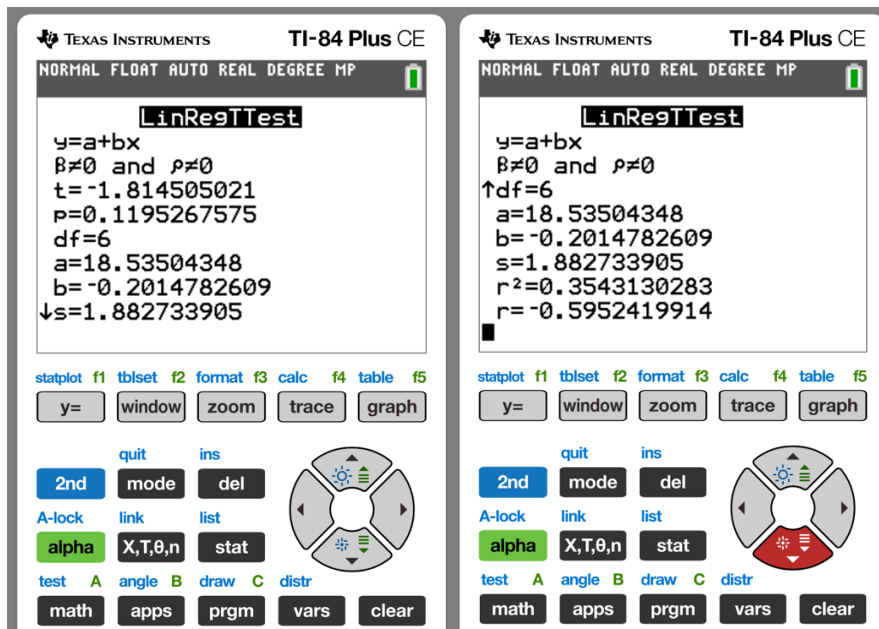 TEXAS INSTRUMENTS TI-84 Plus CE
NORMAL FLOAT AUTO REAL DEGREE MP
LinRegTTest
y=a+bx
β≠0 and ρ≠0
t=-1.814505021
p=0.1195267575
df=6
a=18.53504348
b=-0.2014782609
↓s=1.882733905
statplot f1 tblset f2 format f3 calc f4 table f5
y= window zoom trace graph
quit ins
2nd mode del
A-lock link list
alpha X,T,θ,n stat
test A angle B draw C distr
math apps prgm vars clear
TEXAS INSTRUMENTS TI-84 Plus CE
NORMAL FLOAT AUTO REAL DEGREE MP
LinRegTTest
y=a+bx
β≠0 and ρ≠0
↑df=6
a=18.53504348
b=-0.2014782609
s=1.882733905
r²=0.3543130283
r=-0.5952419914
statplot f1 tblset f2 format f3 calc f4 table f5
y= window zoom trace graph
quit ins
2nd mode del
A-lock link list
alpha X,T,θ,n stat
test A angle B draw C distr
math apps prgm vars clear